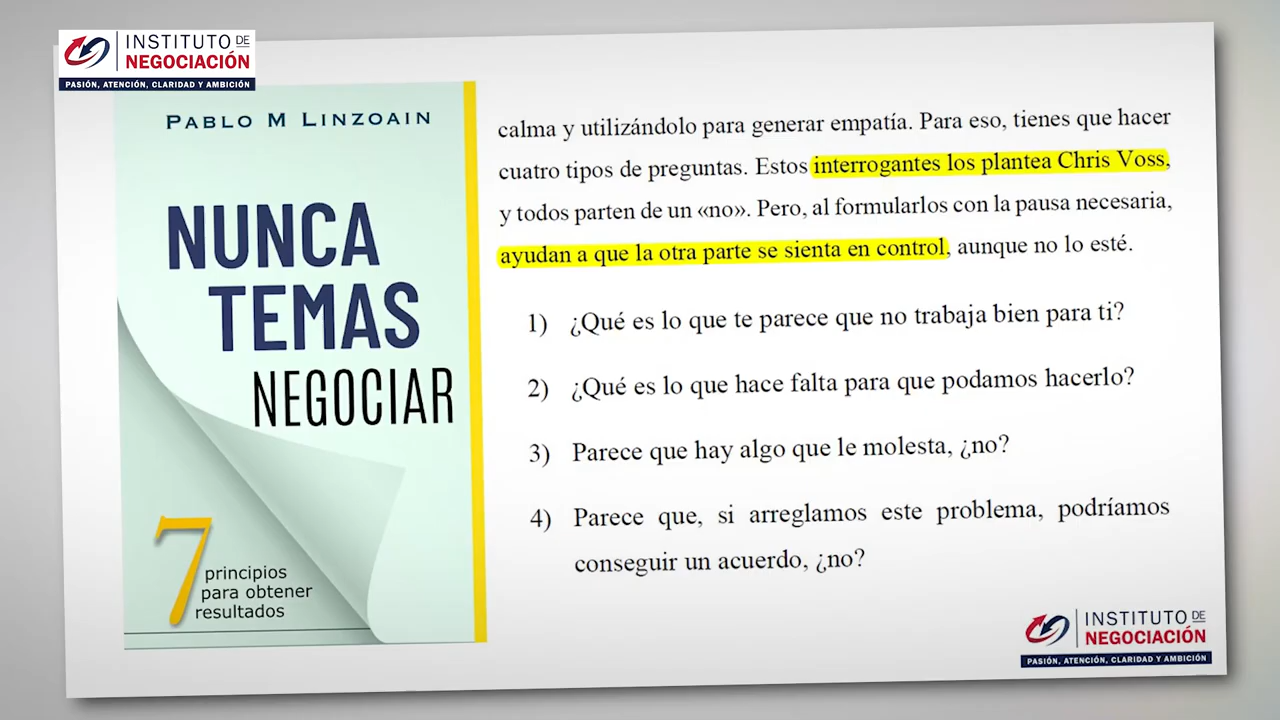 INSTITUTO DE
NEGOCIACIÓN
PASIÓN, ATENCIÓN, CLARIDAD Y AMBICIÓN
PABLO M LINZOAIN
NUNCA
TEMAS
NEGOCIAR
7
principios
para obtener
resultados
calma y utilizándolo para generar empatía. Para eso, tienes que hacer
cuatro tipos de preguntas. Estos interrogantes los plantea Chris Voss,
y todos parten de un «no». Pero, al formularlos con la pausa necesaria,
ayudan a que la otra parte se sienta en control, aunque no lo esté.
1) ¿Qué es lo que te parece que no trabaja bien para ti?
2) ¿Qué es lo que hace falta para que podamos hacerlo?
3) Parece que hay algo que le molesta, ¿no?
4) Parece que, si arreglamos este problema, podríamos
conseguir un acuerdo, ¿no?
INSTITUTO DE
NEGOCIACIÓN
PASIÓN, ATENCIÓN, CLARIDAD Y AMBICIÓN